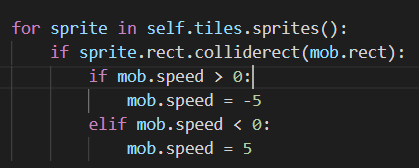 for sprite in self.tiles.sprites():
    if sprite.rect.colliderect(mob.rect):
        if mob.speed > 0:
            mob.speed = -5
        elif mob.speed < 0:
            mob.speed = 5